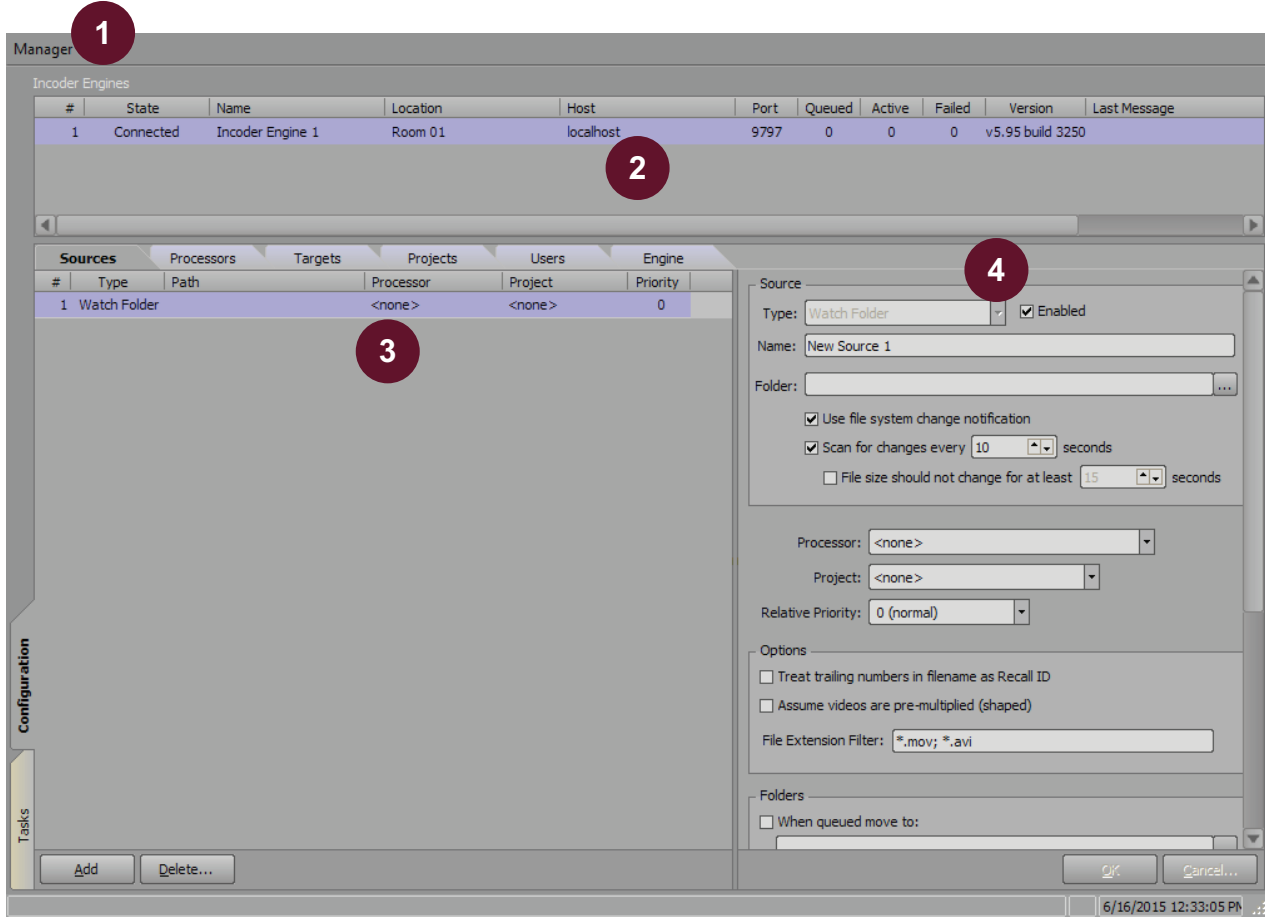 1
Manager
Incoder Engines
# State Name Location Host Port Queued Active Failed Version Last Message
1 Connected Incoder Engine 1 Room 01 localhost 9797 0 0 0 v5.95 build 3250
2
Sources Processors Targets Projects Users Engine
# Type Path Processor Project Priority
1 Watch Folder <none> <none> 0
3
4
Source
Type: Watch Folder Enabled
Name: New Source 1
Folder: ...
Use file system change notification
Scan for changes every 10 seconds
File size should not change for at least 15 seconds
Processor: <none>
Project: <none>
Relative Priority: 0 (normal)
Options
Treat trailing numbers in filename as Recall ID
Assume videos are pre-multiplied (shaped)
File Extension Filter: *.mov; *.avi
Folders
When queued move to:
Configuration
Tasks
Add Delete...
OK Cancel...
6/16/2015 12:33:05 PM